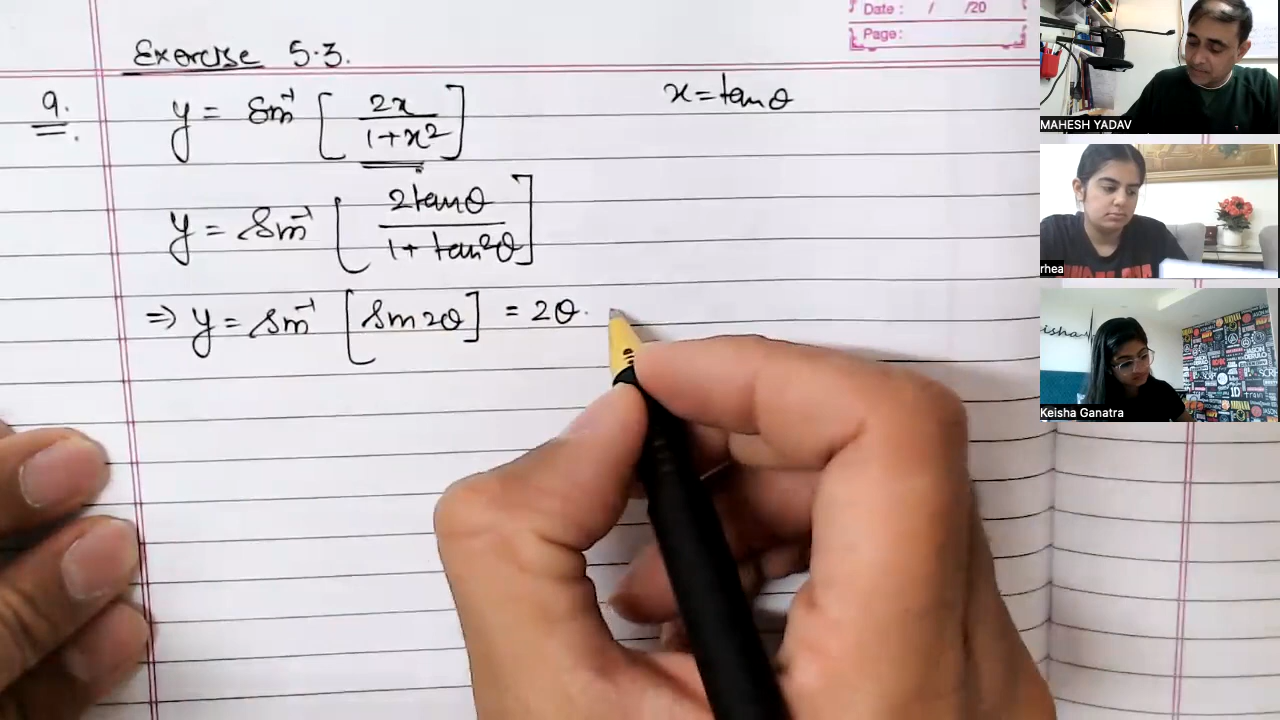 Date : / /20
Page:
Exercise 5.3.
9. y = Sin⁻¹ [ 2x / 1+x² ] x = tanθ
y = Sin⁻¹ [ 2tanθ / 1 + tan²θ ]
⇒ y = Sin⁻¹ [ Sin2θ ] = 2θ.
MAHESH YADAV
rhea
isha
Keisha Ganatra